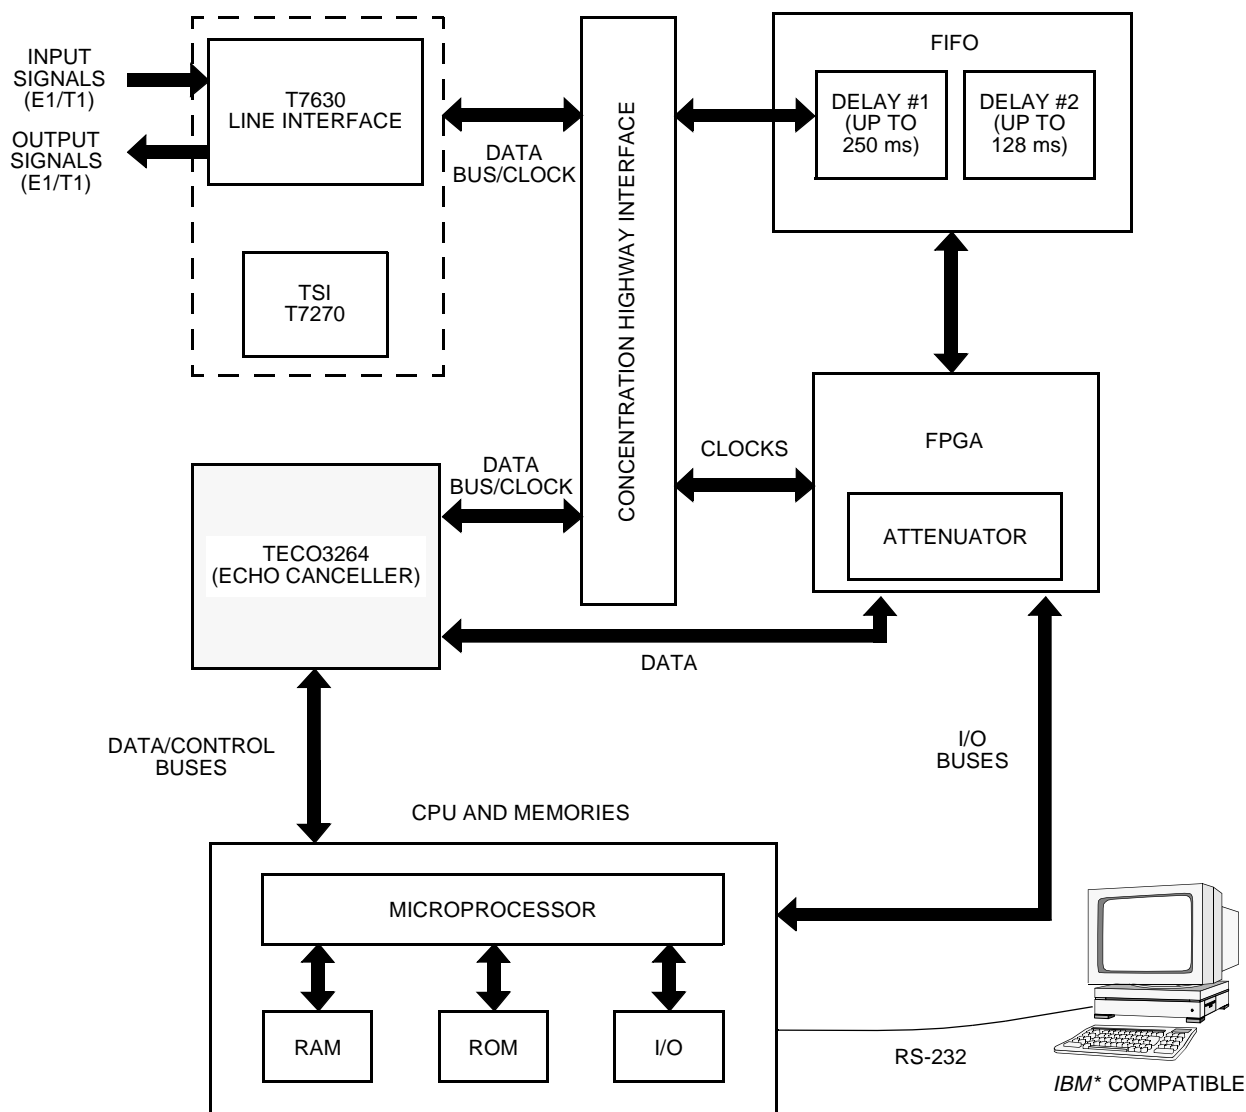 INPUT
SIGNALS
(E1/T1)
OUTPUT
SIGNALS
(E1/T1)
T7630
LINE INTERFACE
TSI
T7270
DATA
BUS/CLOCK
CONCENTRATION HIGHWAY INTERFACE
FIFO
DELAY #1
(UP TO
250 ms)
DELAY #2
(UP TO
128 ms)
CLOCKS
FPGA
ATTENUATOR
DATA
BUS/CLOCK
TECO3264
(ECHO CANCELLER)
DATA
DATA/CONTROL
BUSES
I/O
BUSES
CPU AND MEMORIES
MICROPROCESSOR
RAM
ROM
I/O
RS-232
IBM* COMPATIBLE